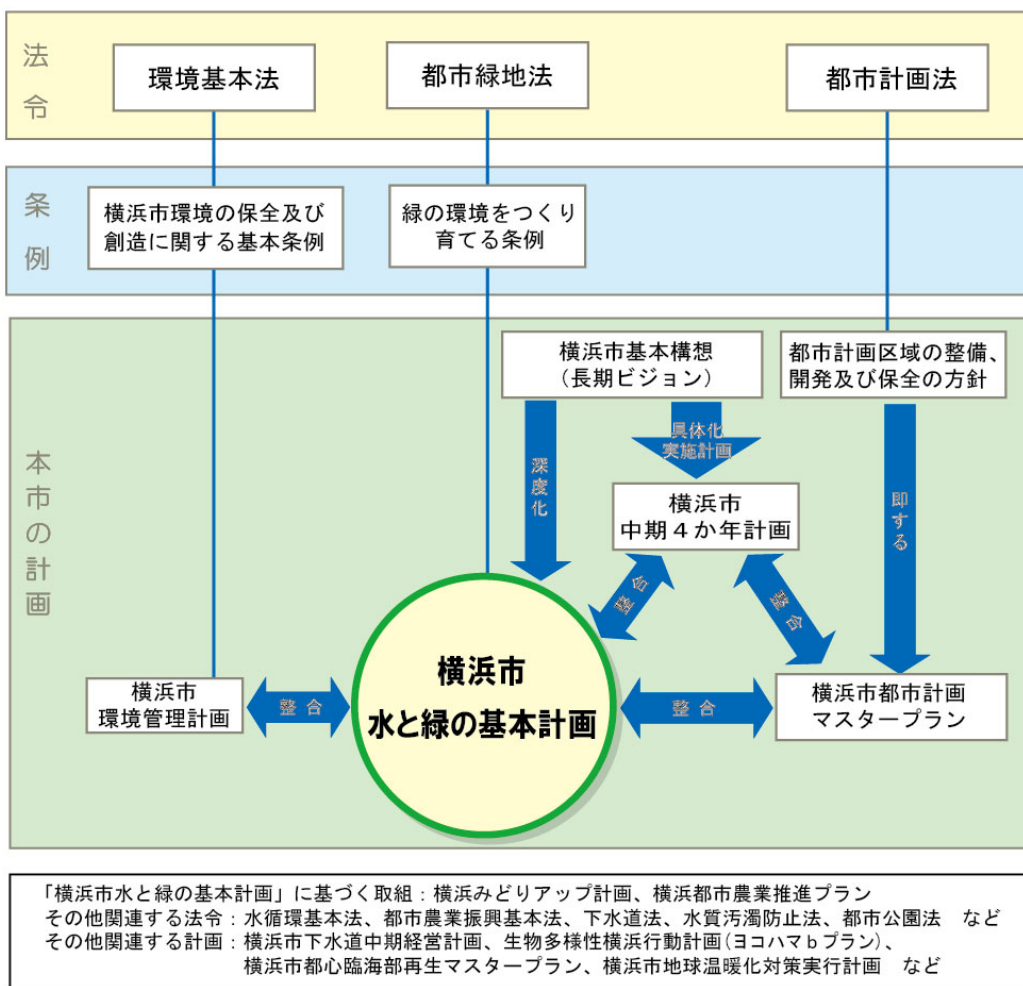 法令
環境基本法
都市緑地法
都市計画法
条例
横浜市環境の保全及び
創造に関する基本条例
緑の環境をつくり
育てる条例
本市の計画
横浜市基本構想
(長期ビジョン)
都市計画区域の整備、
開発及び保全の方針
深度化
具体化
実施計画
即する
横浜市
中期4か年計画
整合
整合
横浜市
環境管理計画
整合
横浜市
水と緑の基本計画
整合
横浜市都市計画
マスタープラン
「横浜市水と緑の基本計画」に基づく取組:横浜みどりアップ計画、横浜都市農業推進プラン
その他関連する法令:水循環基本法、都市農業振興基本法、下水道法、水質汚濁防止法、都市公園法 など
その他関連する計画:横浜市下水道中期経営計画、生物多様性横浜行動計画(ヨコハマbプラン)、
横浜市都心臨海部再生マスタープラン、横浜市地球温暖化対策実行計画 など